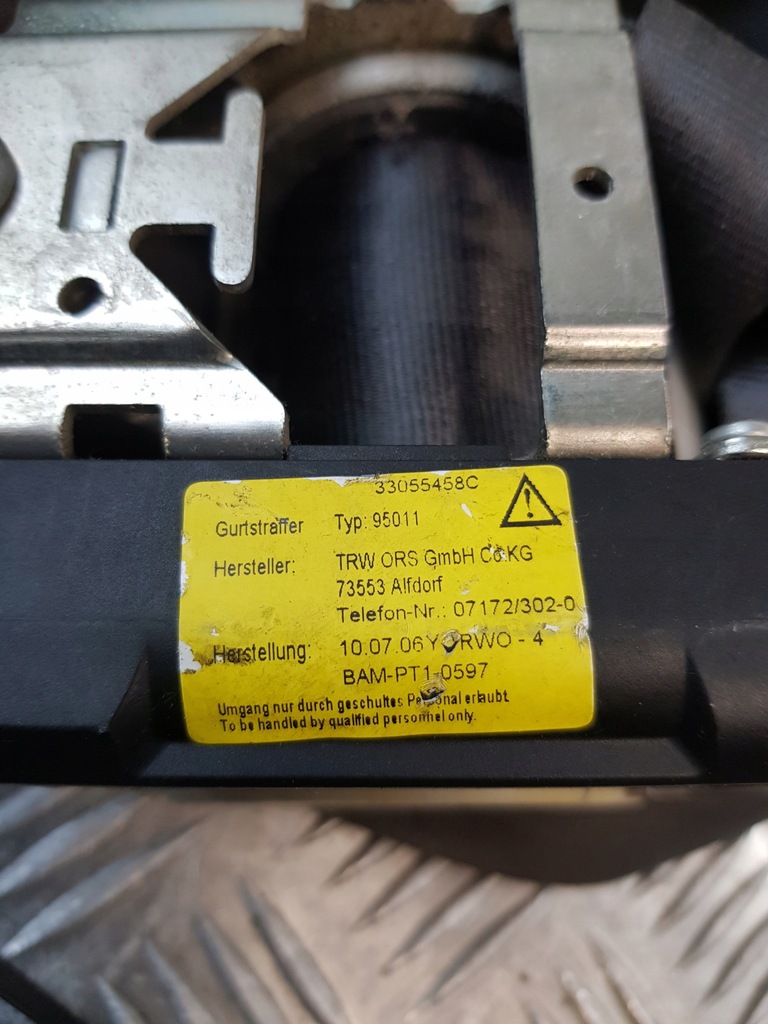 33055458C
Gurtstraffer Typ: 95011
Hersteller: TRW ORS GmbH Co.KG
73553 Alfdorf
Telefon-Nr.: 07172/302-0
Herstellung: 10.07.06 - 4
BAM-PT1-0597
Umgang nur durch geschultes Personal erlaubt
To be handled by qualified personnel only.